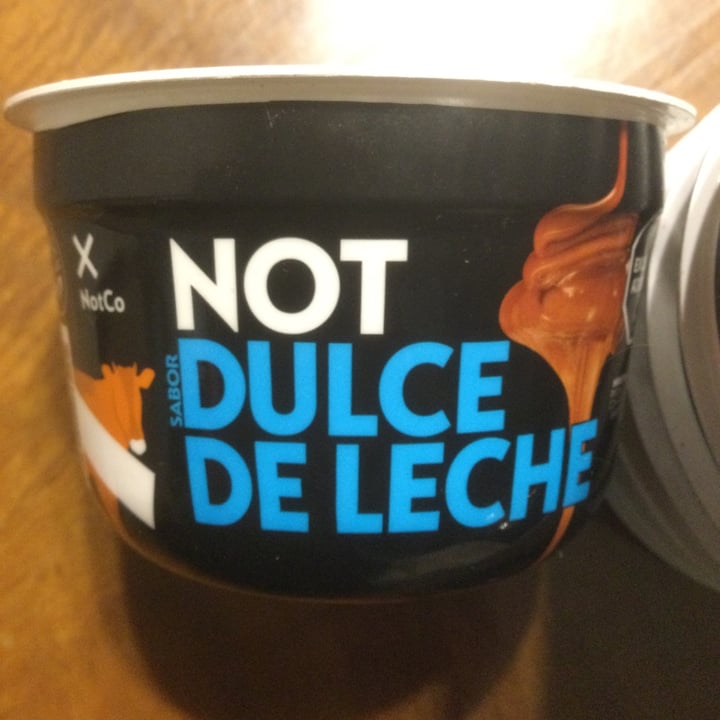 X
NotCo
NOT
SABOR
DULCE
DE LECHE